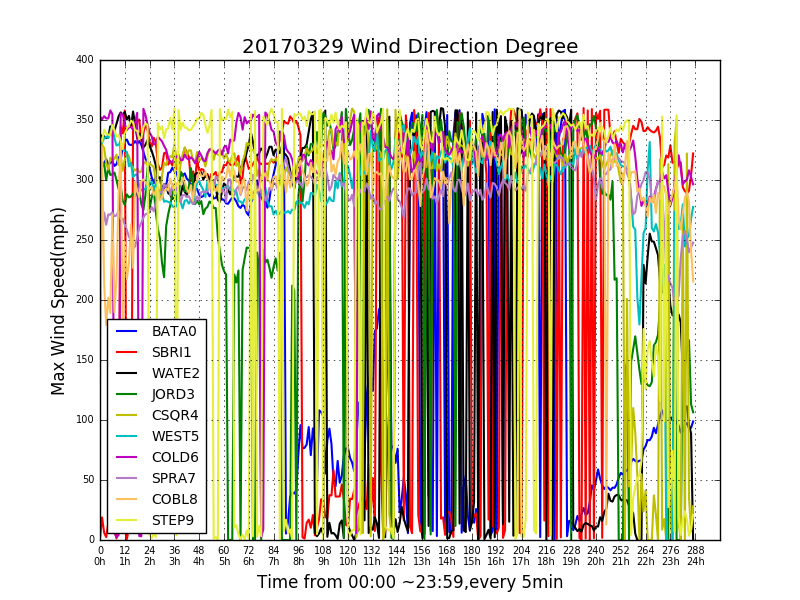 20170329 Wind Direction Degree
400
350
300
250
200
150
100
50
0
Max Wind Speed(mph)
BATA0
SBRI1
WATE2
JORD3
CSQR4
WEST5
COLD6
SPRA7
COBL8
STEP9
0 12 24 36 48 60 72 84 96 108 120 132 144 156 168 180 192 204 216 228 240 252 264 276 288
0h 1h 2h 3h 4h 5h 6h 7h 8h 9h 10h 11h 12h 13h 14h 15h 16h 17h 18h 19h 20h 21h 22h 23h 24h
Time from 00:00 ~23:59,every 5min